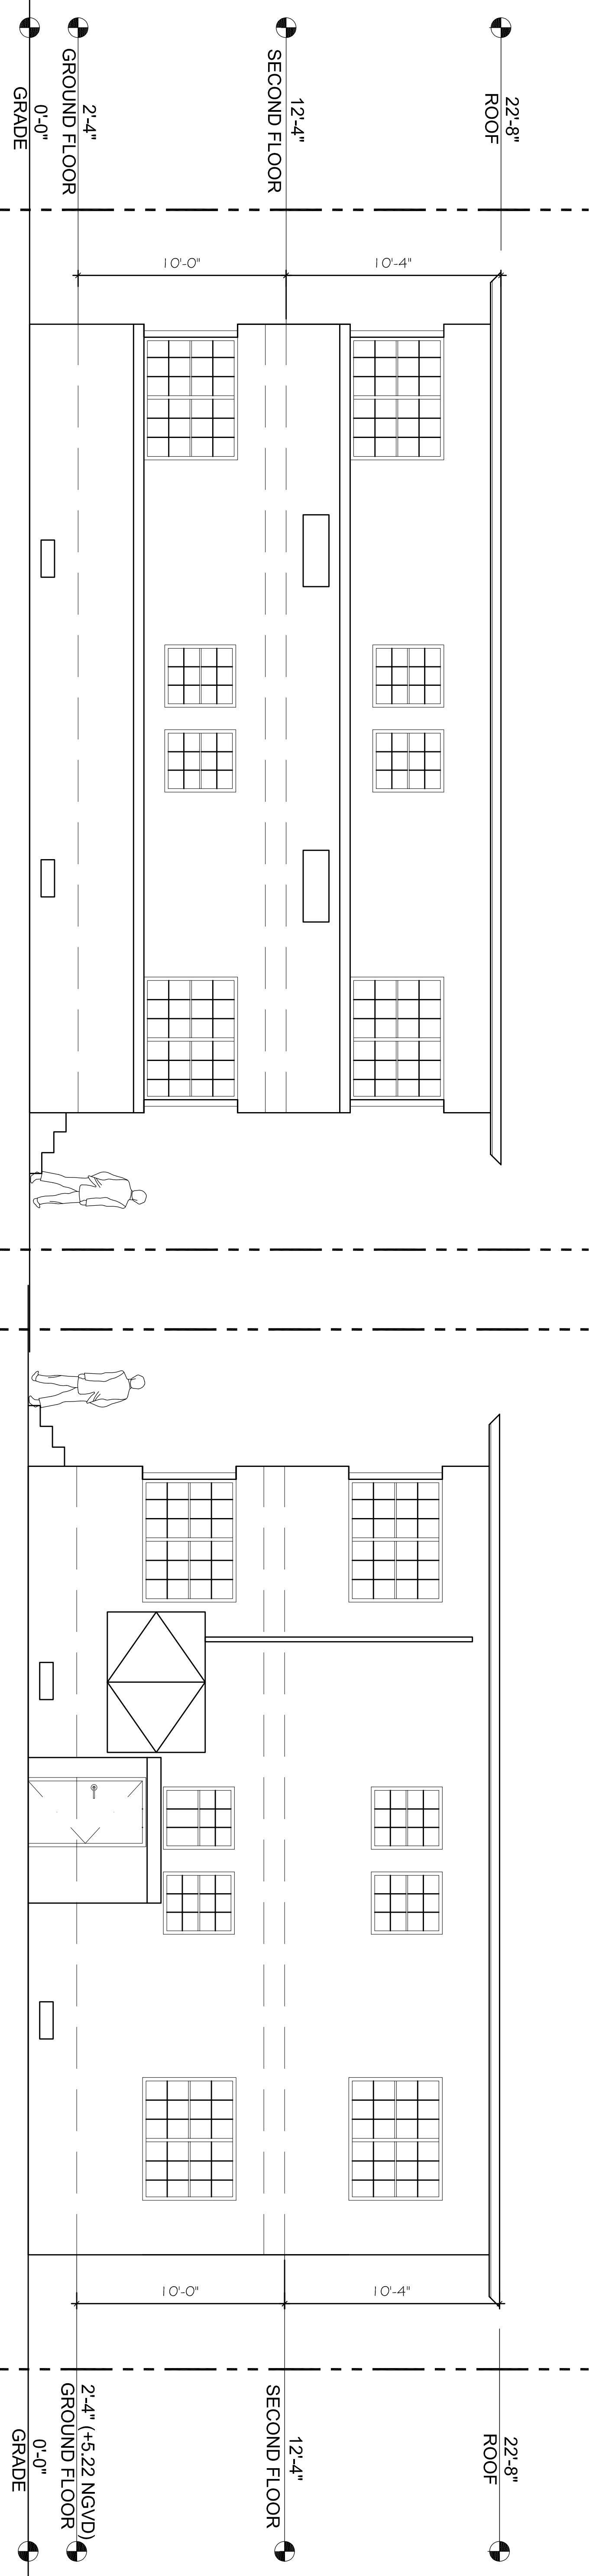 22'-8"
ROOF
12'-4"
SECOND FLOOR
2'-4"
GROUND FLOOR
0'-0"
GRADE
10'-4"
10'-0"
10'-4"
10'-0"
22'-8"
ROOF
12'-4"
SECOND FLOOR
2'-4" (+5.22 NGVD)
GROUND FLOOR
0'-0"
GRADE